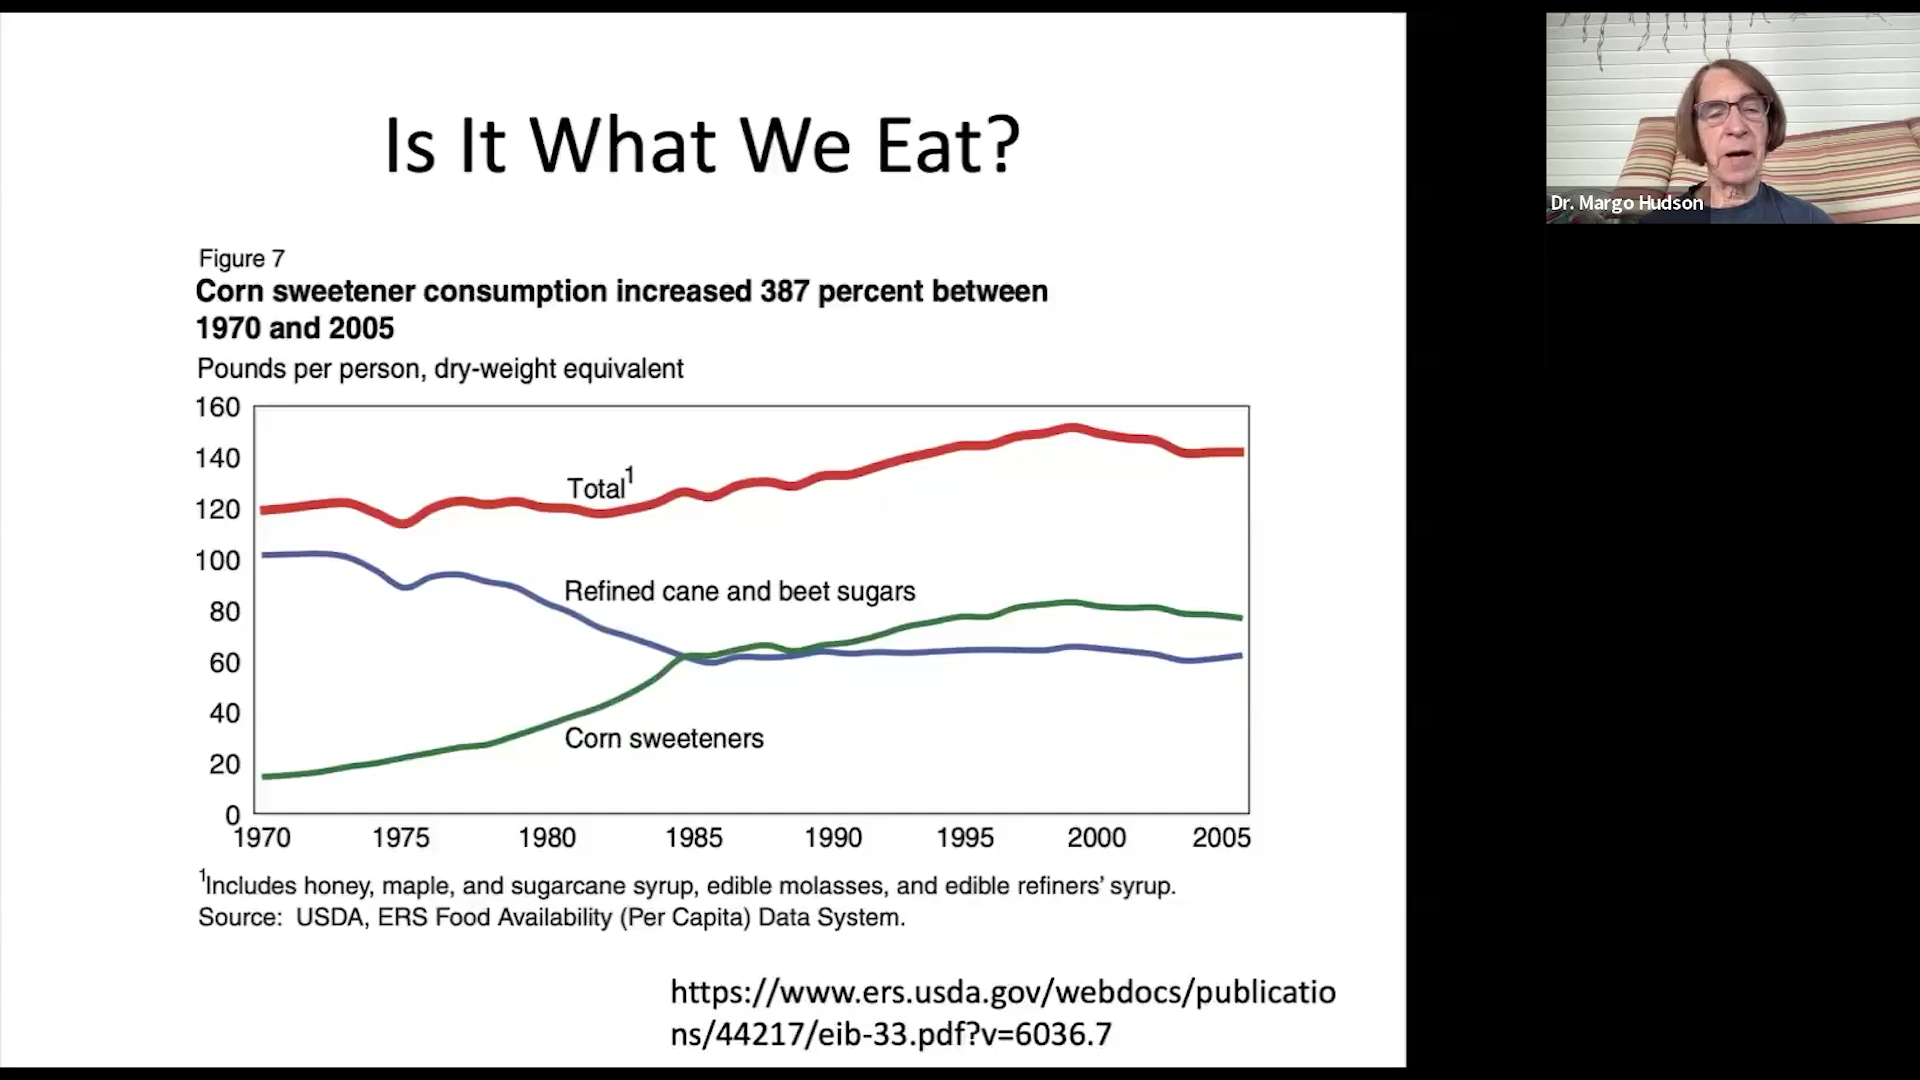 Is It What We Eat?
Dr. Margo Hudson
Figure 7
Corn sweetener consumption increased 387 percent between
1970 and 2005
Pounds per person, dry-weight equivalent
160
140
120
100
80
60
40
20
0
Total¹
Refined cane and beet sugars
Corn sweeteners
1970 1975 1980 1985 1990 1995 2000 2005
¹Includes honey, maple, and sugarcane syrup, edible molasses, and edible refiners' syrup.
Source: USDA, ERS Food Availability (Per Capita) Data System.
https://www.ers.usda.gov/webdocs/publicatio
ns/44217/eib-33.pdf?v=6036.7